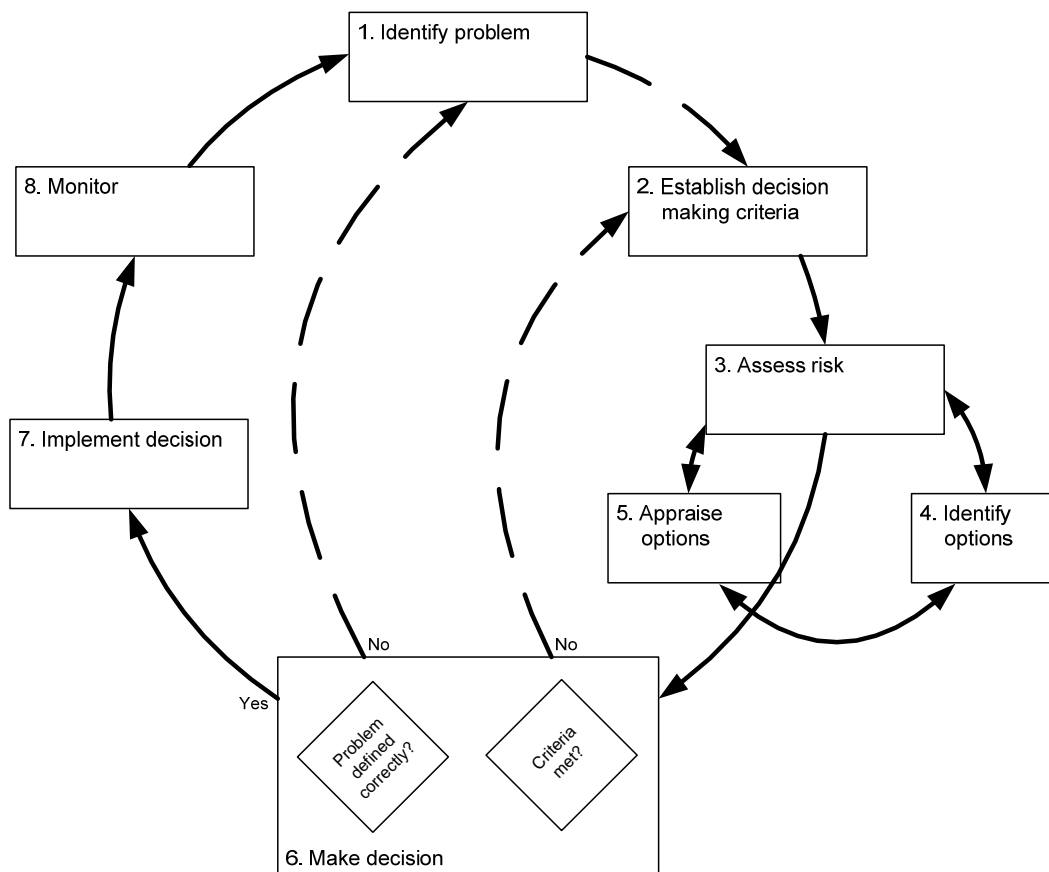 1. Identify problem
8. Monitor
2. Establish decision
making criteria
3. Assess risk
7. Implement decision
5. Appraise
options
4. Identify
options
No
No
Yes
Problem
defined
correctly?
Criteria
met?
6. Make decision